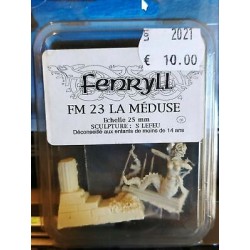 2021
€ 10.00
fenryll
FM 23 LA MÉDUSE
Echelle 25 mm
SCULPTURE : S LEFEU
Déconseillé aux enfants de moins de 14 ans